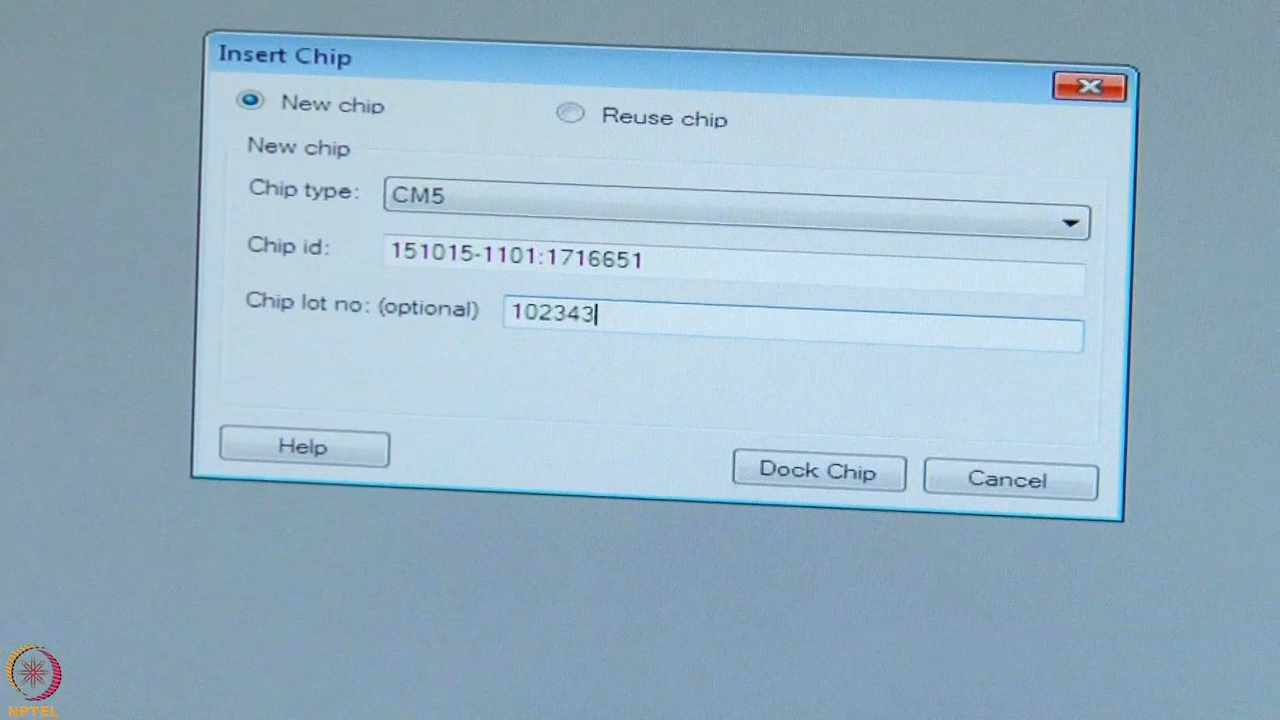 Insert Chip
New chip
Reuse chip
New chip
Chip type: CM5
Chip id: 151015-1101:1716651
Chip lot no: (optional) 102343
Help
Dock Chip
Cancel
NPTEL